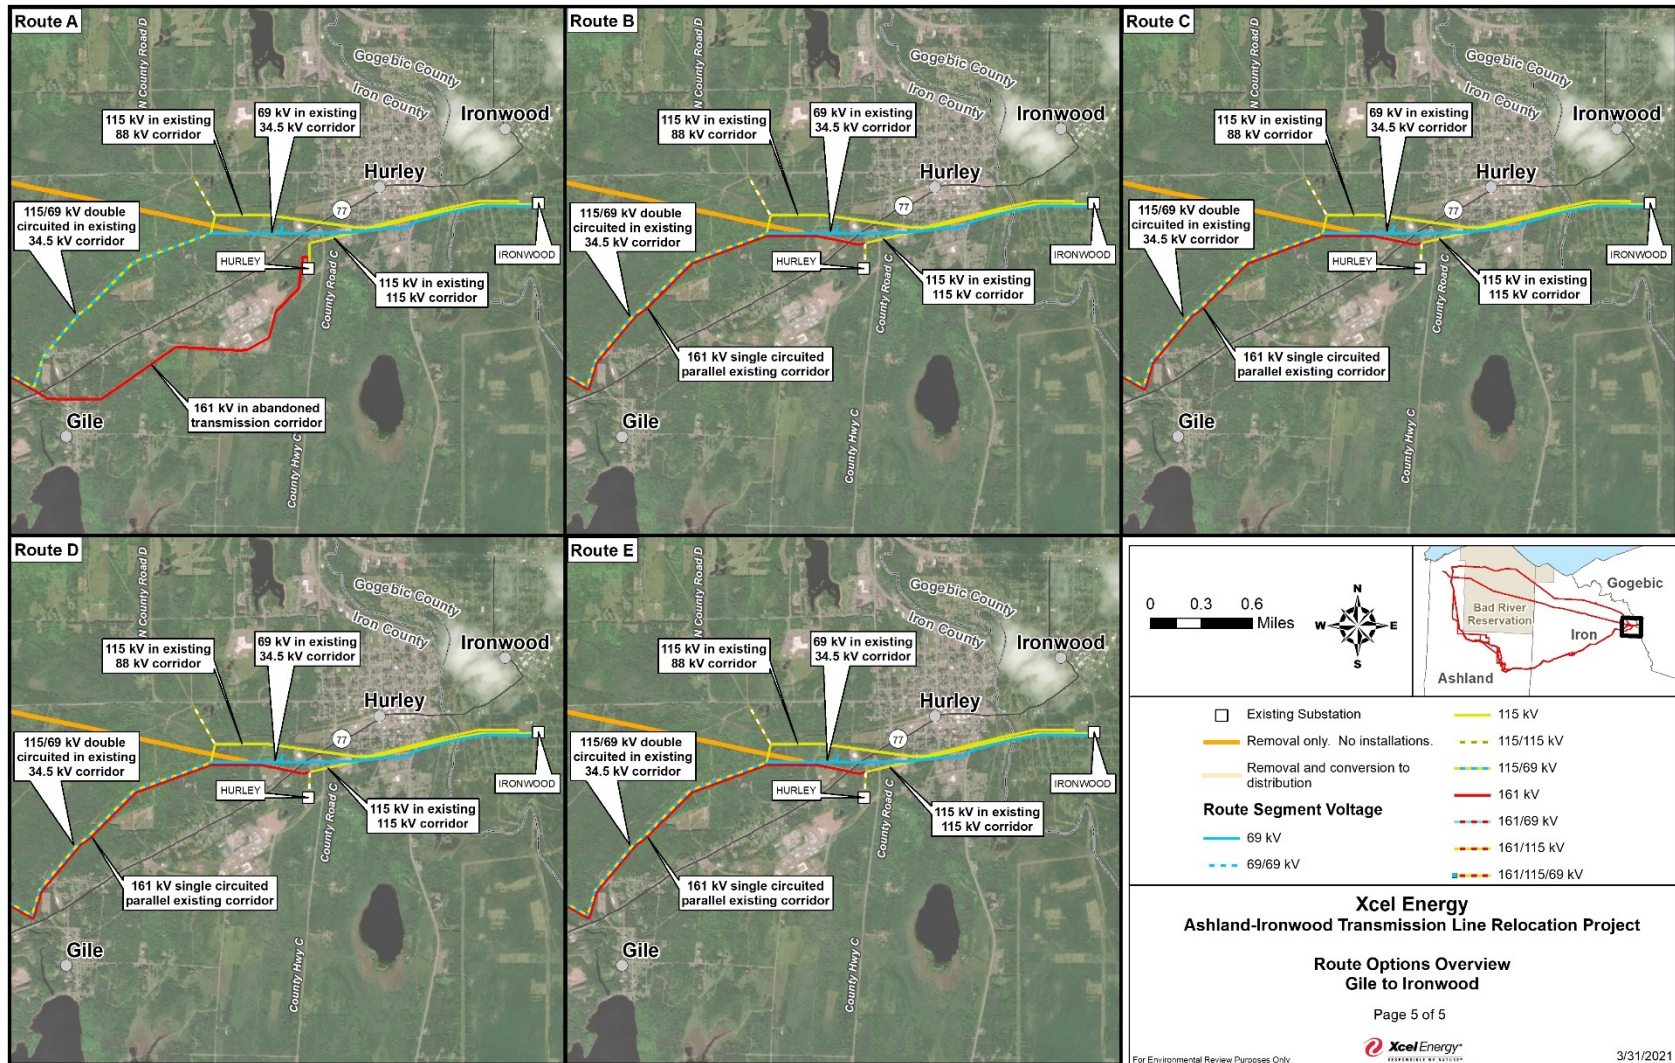 Route A
N County Road D
Gogebic County
Iron County
115 kV in existing
88 kV corridor
69 kV in existing
34.5 kV corridor
Ironwood
Hurley
77
115/69 kV double
circuited in existing
34.5 kV corridor
HURLEY
IRONWOOD
115 kV in existing
115 kV corridor
County Road C
161 kV in abandoned
transmission corridor
Gile
County Hwy C
Route B
N County Road D
Gogebic County
Iron County
115 kV in existing
88 kV corridor
69 kV in existing
34.5 kV corridor
Ironwood
Hurley
77
115/69 kV double
circuited in existing
34.5 kV corridor
HURLEY
IRONWOOD
115 kV in existing
115 kV corridor
County Road C
161 kV single circuited
parallel existing corridor
Gile
County Hwy C
Route C
N County Road D
Gogebic County
Iron County
115 kV in existing
88 kV corridor
69 kV in existing
34.5 kV corridor
Ironwood
Hurley
77
115/69 kV double
circuited in existing
34.5 kV corridor
HURLEY
IRONWOOD
115 kV in existing
115 kV corridor
County Road C
161 kV single circuited
parallel existing corridor
Gile
County Hwy C
Route D
N County Road D
Gogebic County
Iron County
115 kV in existing
88 kV corridor
69 kV in existing
34.5 kV corridor
Ironwood
Hurley
77
115/69 kV double
circuited in existing
34.5 kV corridor
HURLEY
IRONWOOD
115 kV in existing
115 kV corridor
County Road C
161 kV single circuited
parallel existing corridor
Gile
County Hwy C
Route E
N County Road D
Gogebic County
Iron County
115 kV in existing
88 kV corridor
69 kV in existing
34.5 kV corridor
Ironwood
Hurley
77
115/69 kV double
circuited in existing
34.5 kV corridor
HURLEY
IRONWOOD
115 kV in existing
115 kV corridor
County Road C
161 kV single circuited
parallel existing corridor
Gile
County Hwy C
0 0.3 0.6
Miles
N
W E
S
Gogebic
Bad River
Reservation
Iron
Ashland
Existing Substation
Removal only. No installations.
Removal and conversion to
distribution
Route Segment Voltage
69 kV
69/69 kV
115 kV
115/115 kV
115/69 kV
161 kV
161/69 kV
161/115 kV
161/115/69 kV
Xcel Energy
Ashland-Ironwood Transmission Line Relocation Project
Route Options Overview
Gile to Ironwood
Page 5 of 5
Xcel Energy®
RESPONSIBLE BY NATURE®
For Environmental Review Purposes Only
3/31/2021